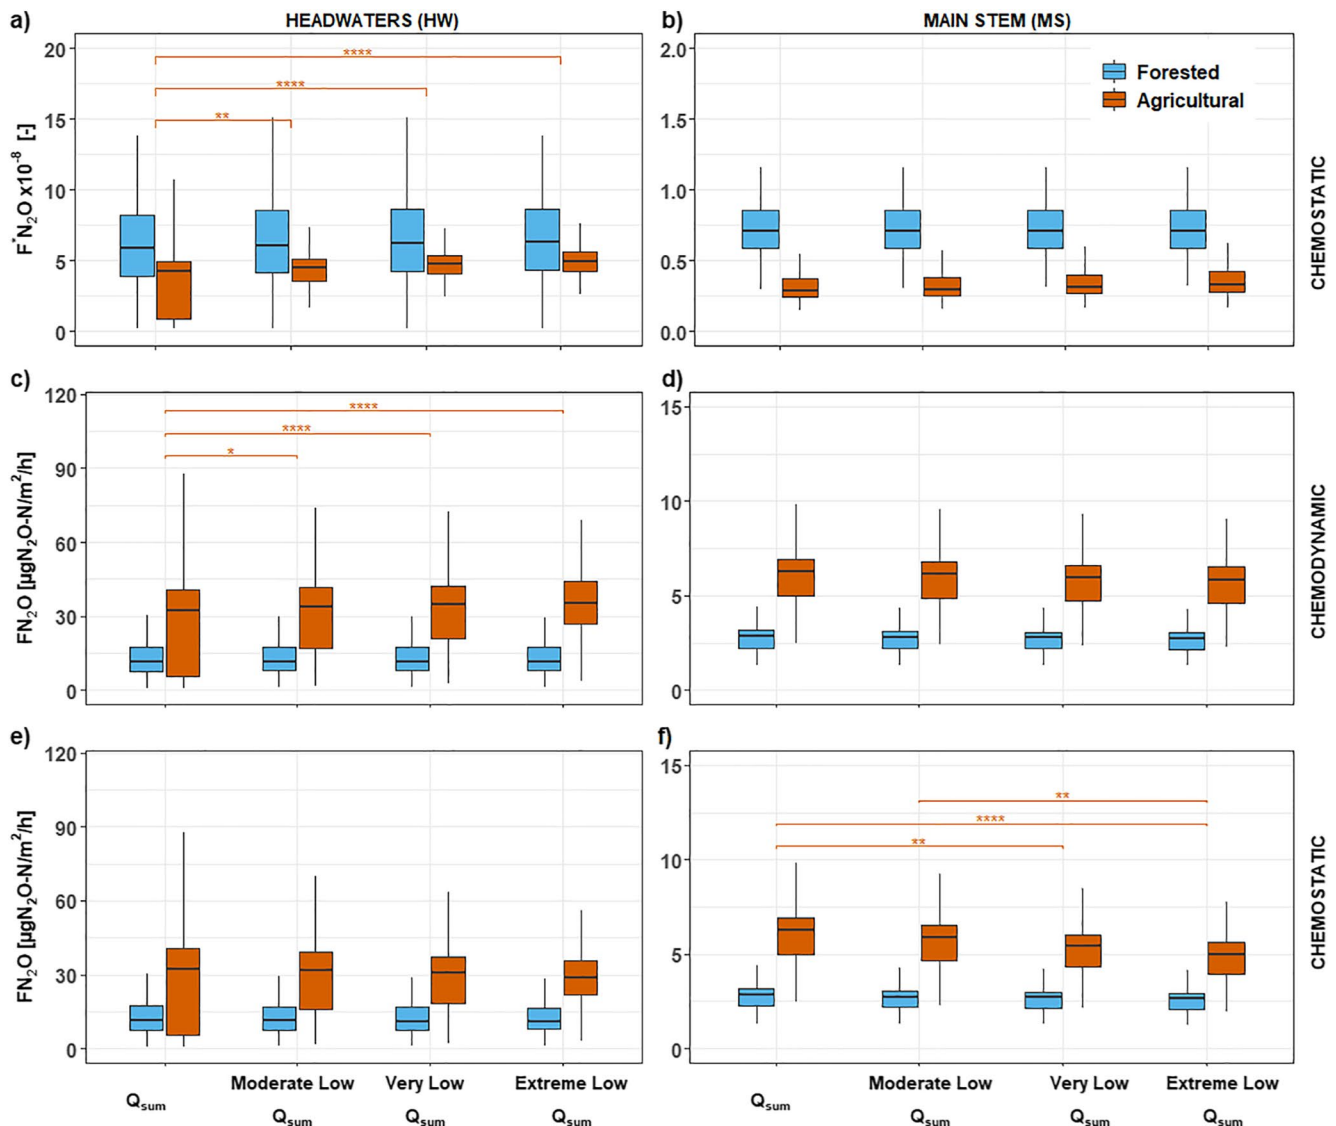 a) HEADWATERS (HW)
b) MAIN STEM (MS)
20
15
10
5
0
F*N₂O x10⁻⁸ [-]
****
****
**
2.0
1.5
1.0
0.5
0.0
Forested
Agricultural
CHEMOSTATIC
c)
120
90
60
30
0
FN₂O [µgN₂O-N/m²/h]
****
****
*
d)
15
10
5
0
CHEMODYNAMIC
e)
120
90
60
30
0
FN₂O [µgN₂O-N/m²/h]
f)
15
10
5
0
**
****
**
CHEMOSTATIC
Qsum
Moderate Low
Qsum
Very Low
Qsum
Extreme Low
Qsum
Qsum
Moderate Low
Qsum
Very Low
Qsum
Extreme Low
Qsum